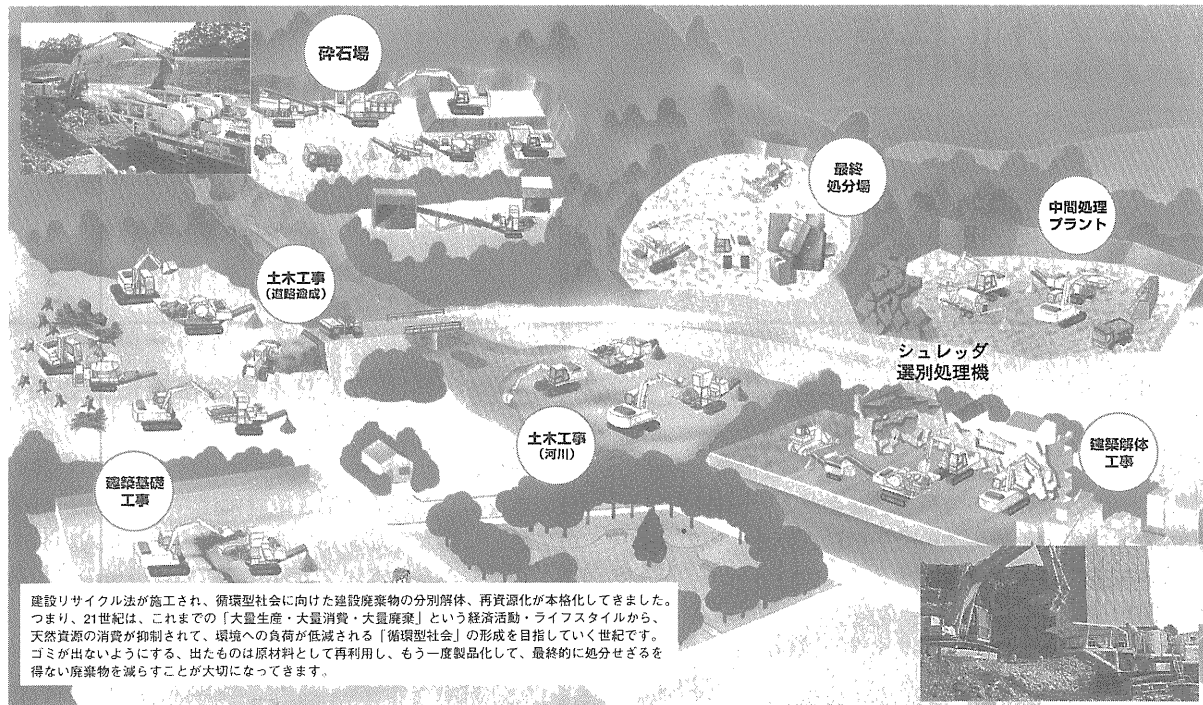 砕石場
最終
処分場
中間処理
プラント
土木工事
(道路造成)
シュレッダ
選別処理機
土木工事
(河川)
建築解体
工事
建築基礎
工事
建設リサイクル法が施工され、循環型社会に向けた建設廃棄物の分別解体、再資源化が本格化してきました。
つまり、21世紀は、これまでの「大量生産・大量消費・大量廃棄」という経済活動・ライフスタイルから、
天然資源の消費が抑制されて、環境への負荷が低減される「循環型社会」の形成を目指していく世紀です。
ゴミが出ないようにする、出たものは原材料として再利用し、もう一度製品化して、最終的に処分せざるを
得ない廃棄物を減らすことが大切になってきます。